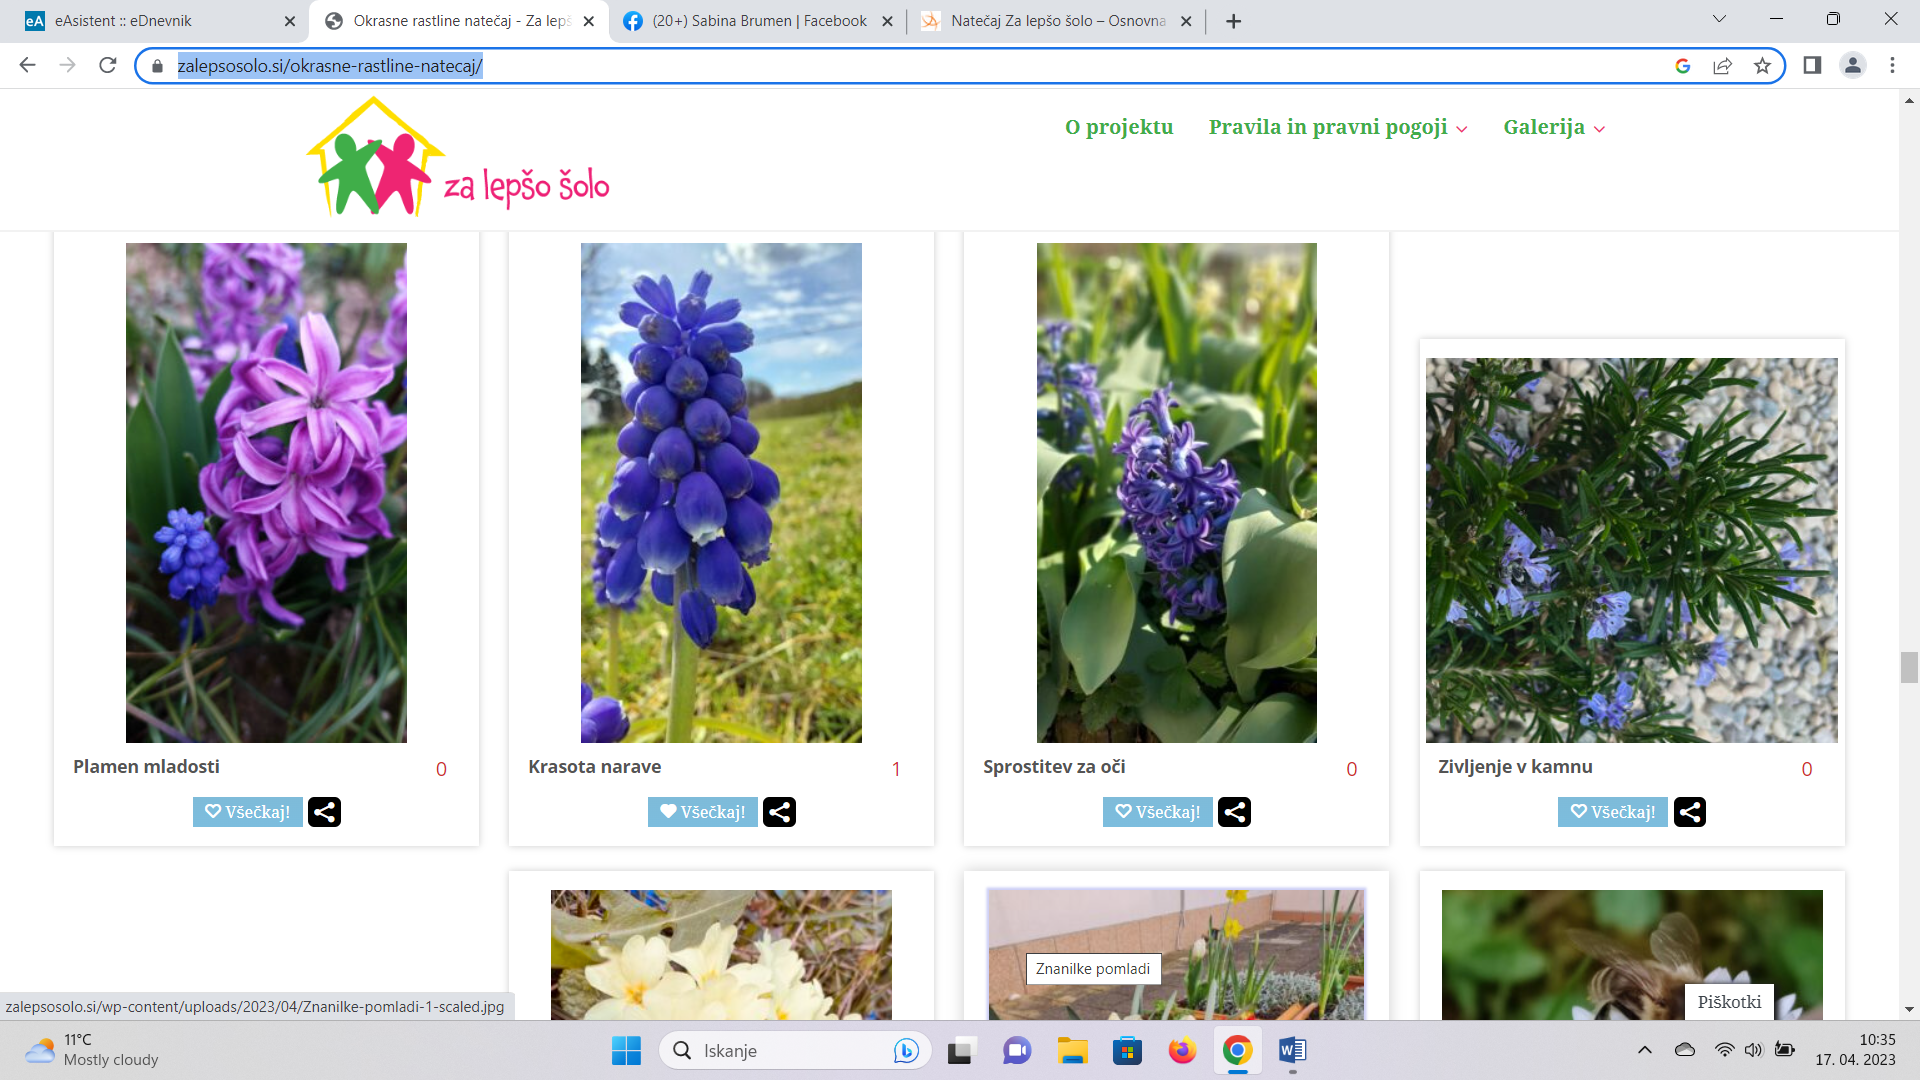 eA eAsistent :: eDnevnik
Okrasne rastline natečaj - Za lepš
(20+) Sabina Brumen | Facebook
Natečaj Za lepšo šolo – Osnovna
zalepsosolo.si/okrasne-rastline-natecaj/
za lepšo šolo
O projektu
Pravila in pravni pogoji
Galerija
Plamen mladosti 0
Všečkaj!
Krasota narave 1
Všečkaj!
Sprostitev za oči 0
Všečkaj!
Zivljenje v kamnu 0
Všečkaj!
Znanilke pomladi
Piškotki
zalepsosolo.si/wp-content/uploads/2023/04/Znanilke-pomladi-1-scaled.jpg
11°C
Mostly cloudy
Iskanje
10:35
17. 04. 2023